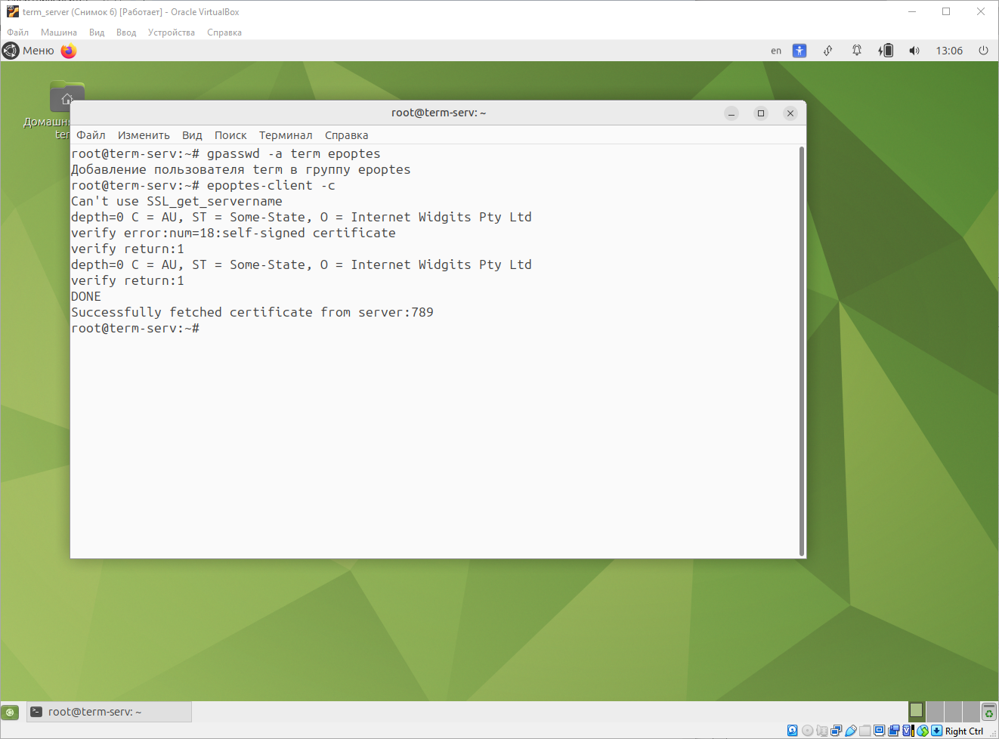 term_server (Снимок 6) [Работает] - Oracle VirtualBox
Файл Машина Вид Ввод Устройства Справка
Меню en 13:06
Домашн
ter
root@term-serv: ~
Файл Изменить Вид Поиск Терминал Справка
root@term-serv:~# gpasswd -a term epoptes
Добавление пользователя term в группу epoptes
root@term-serv:~# epoptes-client -c
Can't use SSL_get_servername
depth=0 C = AU, ST = Some-State, O = Internet Widgits Pty Ltd
verify error:num=18:self-signed certificate
verify return:1
depth=0 C = AU, ST = Some-State, O = Internet Widgits Pty Ltd
verify return:1
DONE
Successfully fetched certificate from server:789
root@term-serv:~#
root@term-serv: ~
Right Ctrl